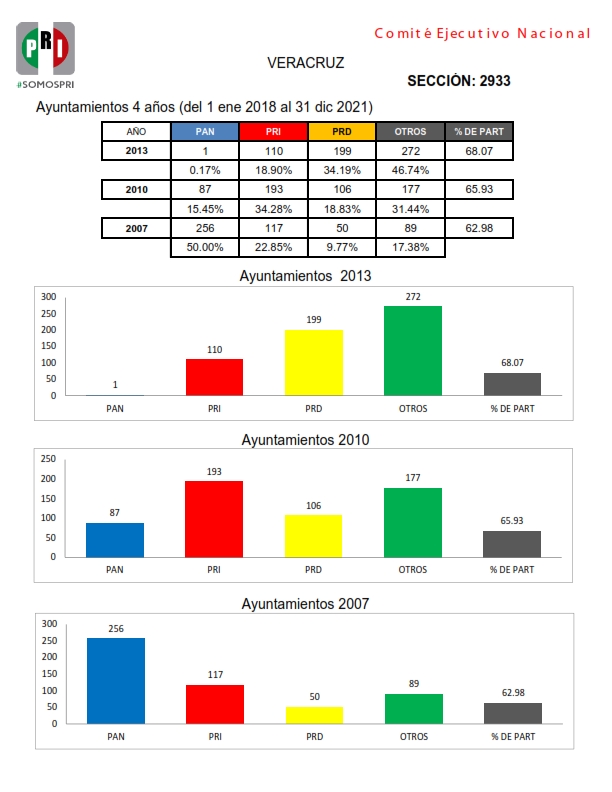 PRI
#SOMOSPRI
Comité Ejecutivo Nacional
VERACRUZ
SECCIÓN: 2933
Ayuntamientos 4 años (del 1 ene 2018 al 31 dic 2021)
AÑO PAN PRI PRD OTROS % DE PART
2013 1 110 199 272 68.07
0.17% 18.90% 34.19% 46.74%
2010 87 193 106 177 65.93
15.45% 34.28% 18.83% 31.44%
2007 256 117 50 89 62.98
50.00% 22.85% 9.77% 17.38%
Ayuntamientos 2013
300
250
200
150
100
50
0
1 110 199 272 68.07
PAN PRI PRD OTROS % DE PART
Ayuntamientos 2010
250
200
150
100
50
0
87 193 106 177 65.93
PAN PRI PRD OTROS % DE PART
Ayuntamientos 2007
300
250
200
150
100
50
0
256 117 50 89 62.98
PAN PRI PRD OTROS % DE PART